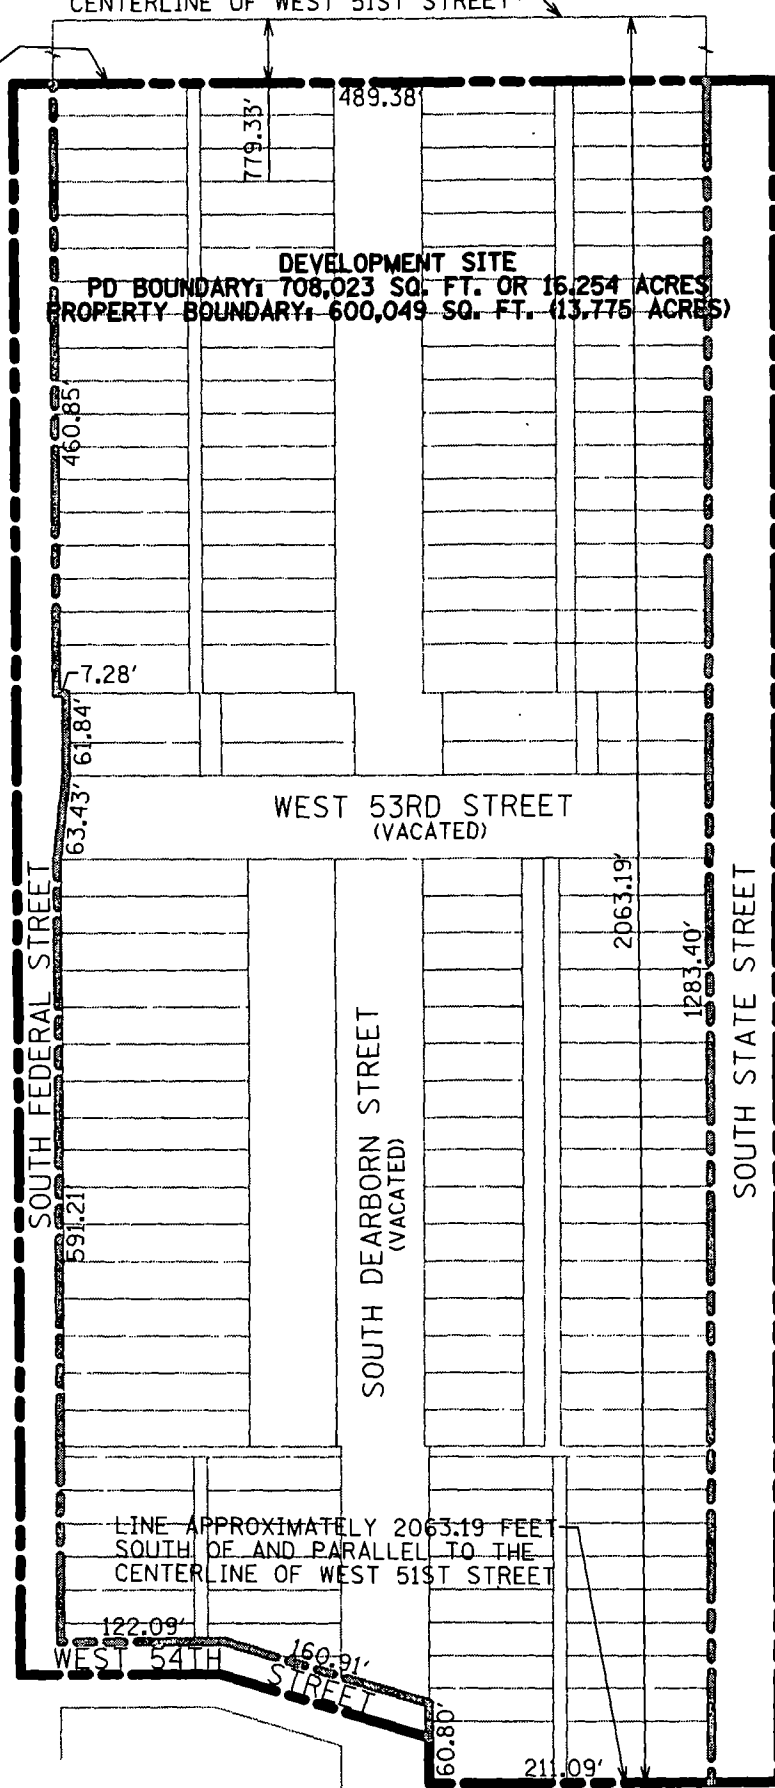 CENTERLINE OF WEST 51ST STREET
489.38'
779.33'
DEVELOPMENT SITE
PD BOUNDARY: 708,023 SQ. FT. OR 16.254 ACRES
PROPERTY BOUNDARY: 600,049 SQ. FT. (13.775 ACRES)
460.85'
7.28'
61.84'
63.43'
WEST 53RD STREET
(VACATED)
2063.19'
1283.40'
SOUTH FEDERAL STREET
SOUTH STATE STREET
SOUTH DEARBORN STREET
(VACATED)
591.21'
LINE APPROXIMATELY 2063.19 FEET
SOUTH OF AND PARALLEL TO THE
CENTERLINE OF WEST 51ST STREET
122.09'
160.91'
WEST 54TH STREET
60.80'
211.09'